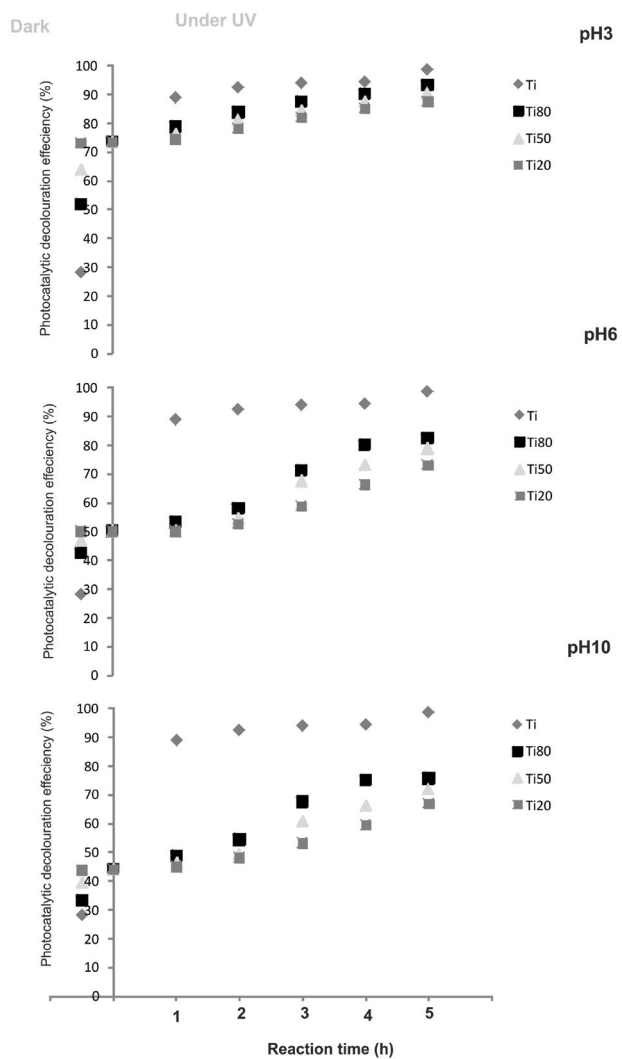 Dark
Under UV
pH3
Photocatalytic decolouration effeciency (%)
100
90
80
70
60
50
40
30
20
10
0
Ti
Ti80
Ti50
Ti20
pH6
Photocatalytic decolouration effeciency (%)
100
90
80
70
60
50
40
30
20
10
0
Ti
Ti80
Ti50
Ti20
pH10
Photocatalytic decolouration effeciency (%)
100
90
80
70
60
50
40
30
20
10
0
Ti
Ti80
Ti50
Ti20
1 2 3 4 5
Reaction time (h)